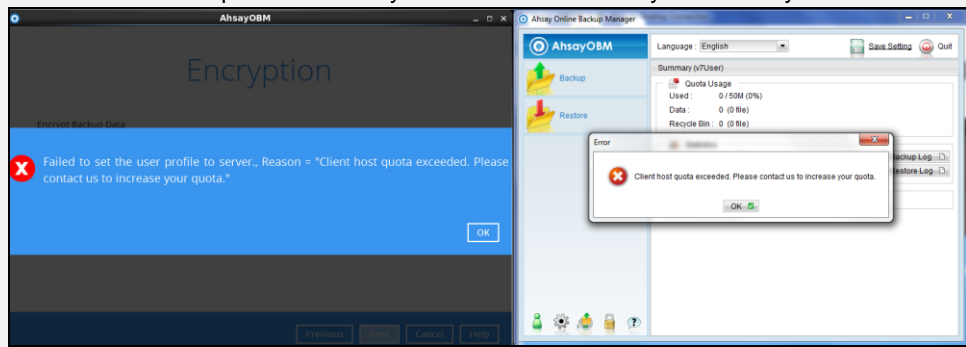 AhsayOBM
Encryption
Encrypt Backup Data
Failed to set the user profile to server., Reason = "Client host quota exceeded. Please
contact us to increase your quota."
OK
Previous Next Cancel Help
Ahsay Online Backup Manager
AhsayOBM
Backup
Restore
Language : English
Save Setting
Quit
Summary (v7User)
Quota Usage
Used : 0 / 50M (0%)
Data : 0 (0 file)
Recycle Bin : 0 (0 file)
Statistics
Backup Log
Restore Log
Error
Client host quota exceeded. Please contact us to increase your quota.
OK